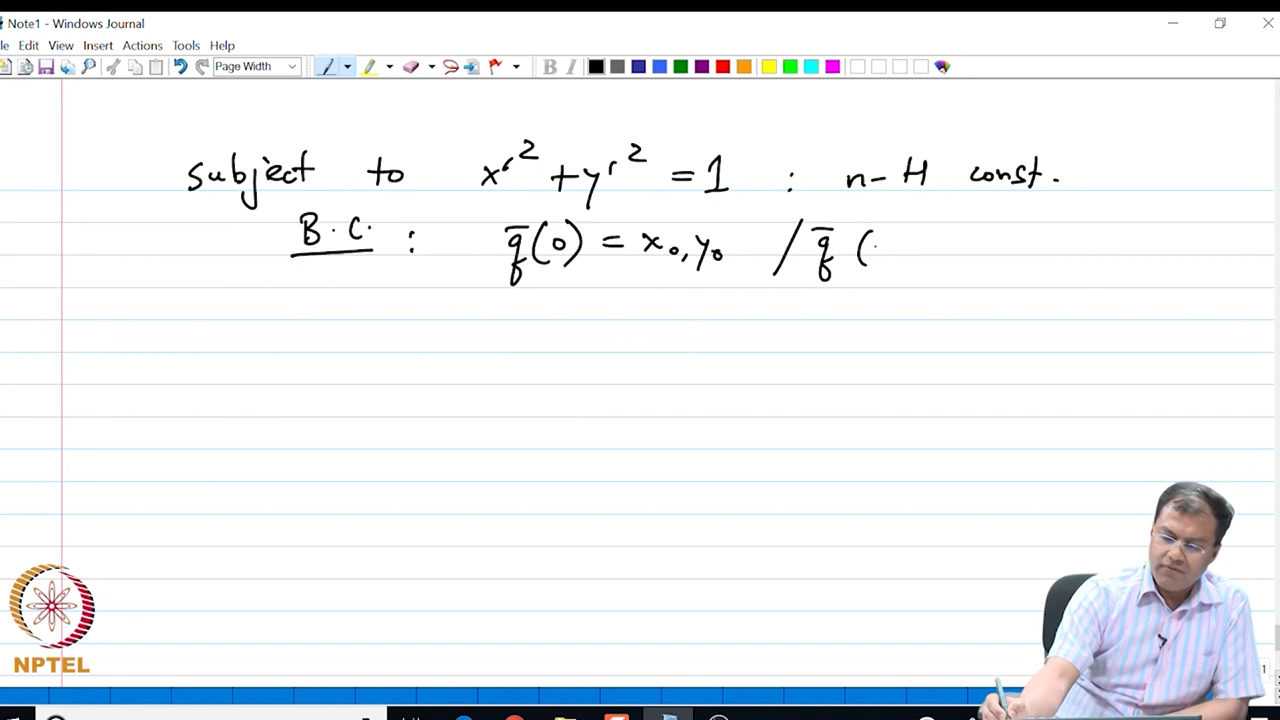 Note1 - Windows Journal
Edit View Insert Actions Tools Help
Page Width
subject to x'² + y'² = 1 : n-H const.
B.C. : q̄(0) = x₀, y₀ / q̄(
NPTEL
1